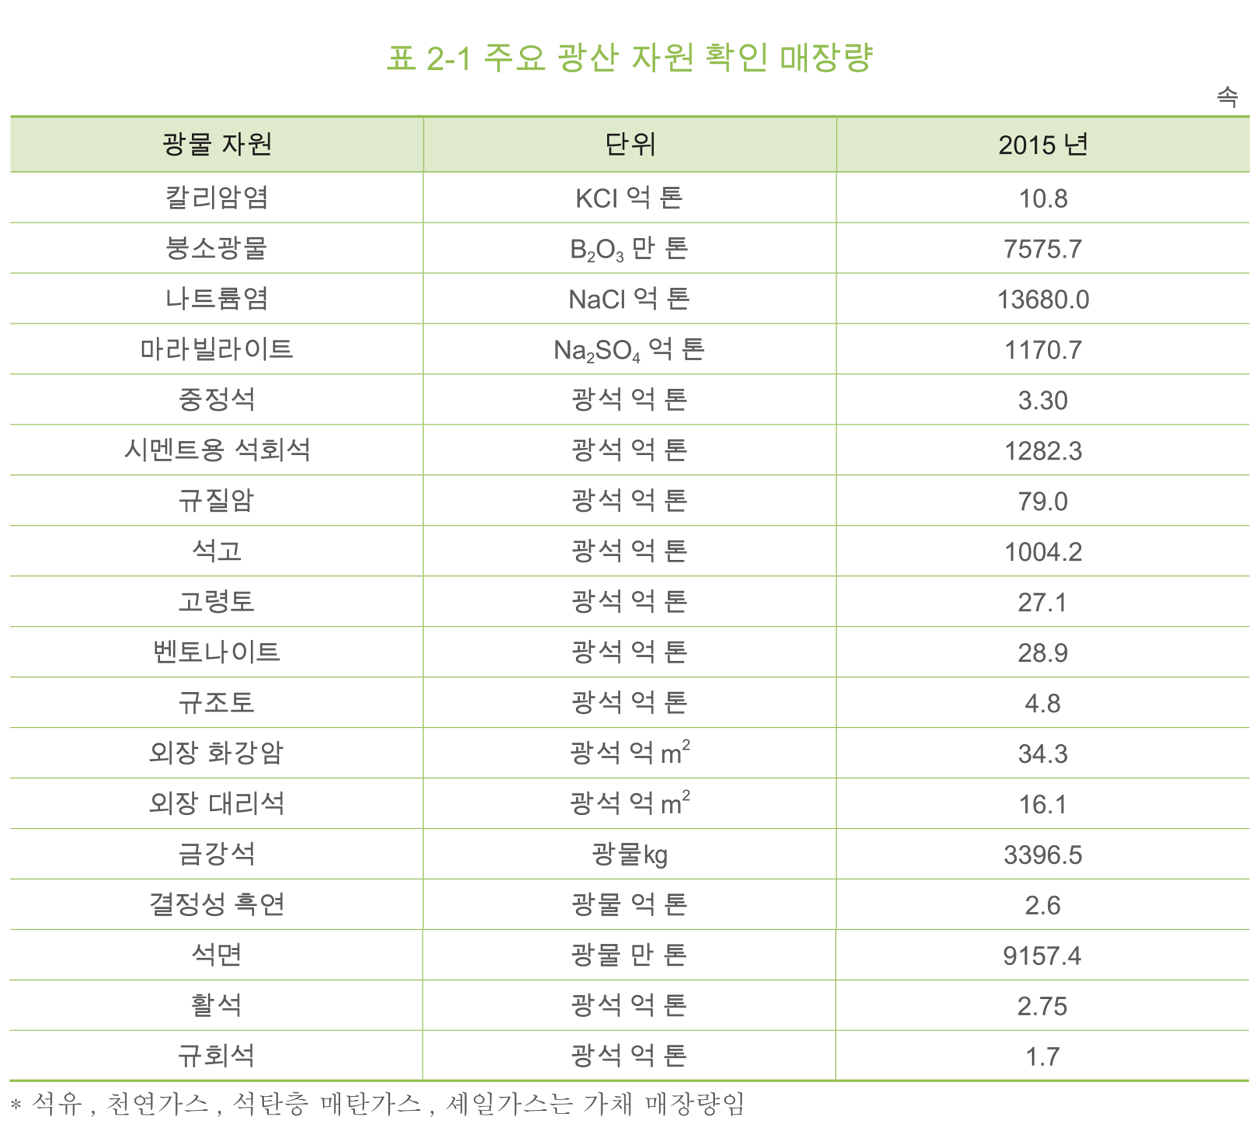 표 2-1 주요 광산 자원 확인 매장량
속
광물 자원 단위 2015 년
칼리암염 KCl 억 톤 10.8
붕소광물 B₂O₃ 만 톤 7575.7
나트륨염 NaCl 억 톤 13680.0
마라빌라이트 Na₂SO₄ 억 톤 1170.7
중정석 광석 억 톤 3.30
시멘트용 석회석 광석 억 톤 1282.3
규질암 광석 억 톤 79.0
석고 광석 억 톤 1004.2
고령토 광석 억 톤 27.1
벤토나이트 광석 억 톤 28.9
규조토 광석 억 톤 4.8
외장 화강암 광석 억 m² 34.3
외장 대리석 광석 억 m² 16.1
금강석 광물kg 3396.5
결정성 흑연 광물 억 톤 2.6
석면 광물 만 톤 9157.4
활석 광석 억 톤 2.75
규회석 광석 억 톤 1.7
* 석유 , 천연가스 , 석탄층 매탄가스 , 셰일가스는 가채 매장량임